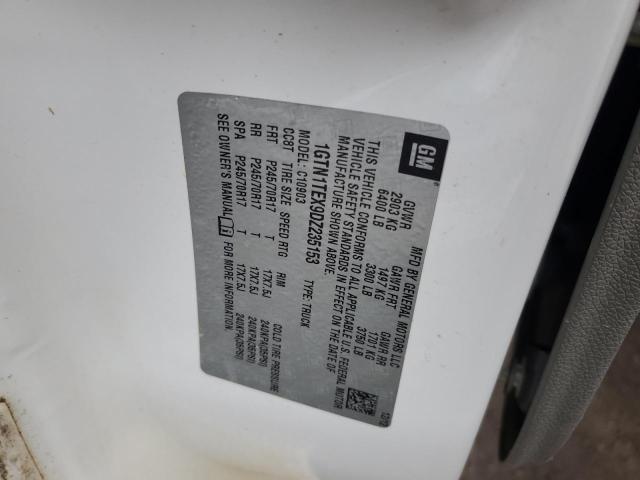 GM
MFD BY GENERAL MOTORS LLC
12/12
GVWR GAWR FRT GAWR RR
2903 KG 1497 KG 1701 KG
6400 LB 3300 LB 3750 LB
THIS VEHICLE CONFORMS TO ALL APPLICABLE U.S. FEDERAL MOTOR
VEHICLE SAFETY STANDARDS IN EFFECT ON THE DATE OF
MANUFACTURE SHOWN ABOVE.
1GTN1TEX9DZ235153
TYPE: TRUCK
MODEL: C10903
CC8T TIRE SIZE SPEED RTG RIM COLD TIRE PRESSURE
FRT P245/70R17 T 17X7.5J 240KPA(35PSI)
RR P245/70R17 T 17X7.5J 240KPA(35PSI)
SPA P245/70R17 T 17X7.5J 240KPA(35PSI)
SEE OWNER'S MANUAL FOR MORE INFORMATION.